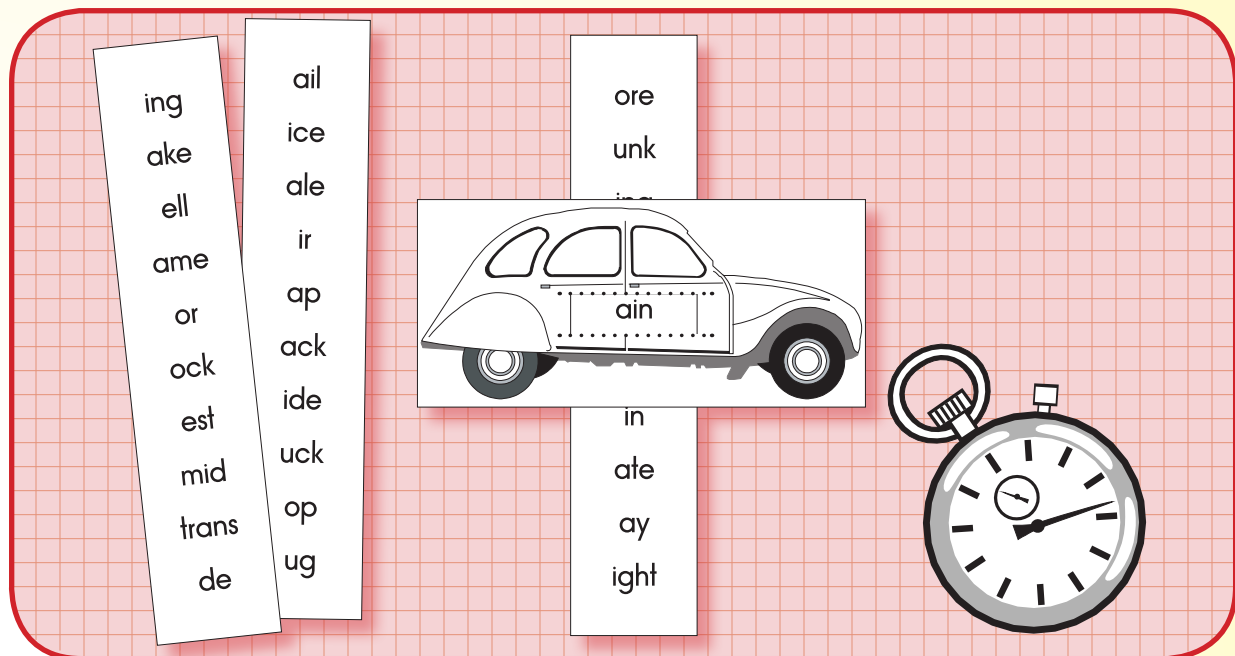 ing
ake
ell
ame
or
ock
est
mid
trans
de
ail
ice
ale
ir
ap
ack
ide
uck
op
ug
ore
unk
ing
ain
in
ate
ay
ight